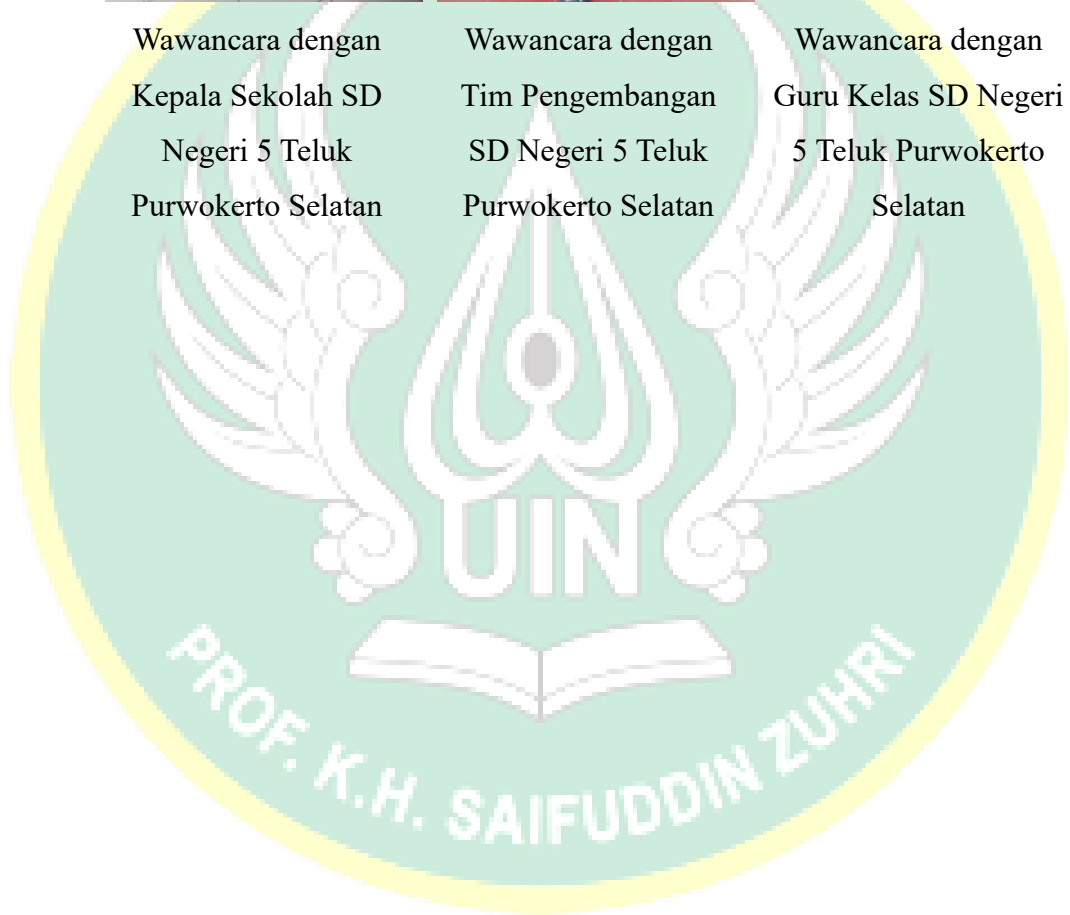 Wawancara dengan
Kepala Sekolah SD
Negeri 5 Teluk
Purwokerto Selatan
Wawancara dengan
Tim Pengembangan
SD Negeri 5 Teluk
Purwokerto Selatan
Wawancara dengan
Guru Kelas SD Negeri
5 Teluk Purwokerto
Selatan
UIN
PROF. K.H. SAIFUDDIN ZUHRI